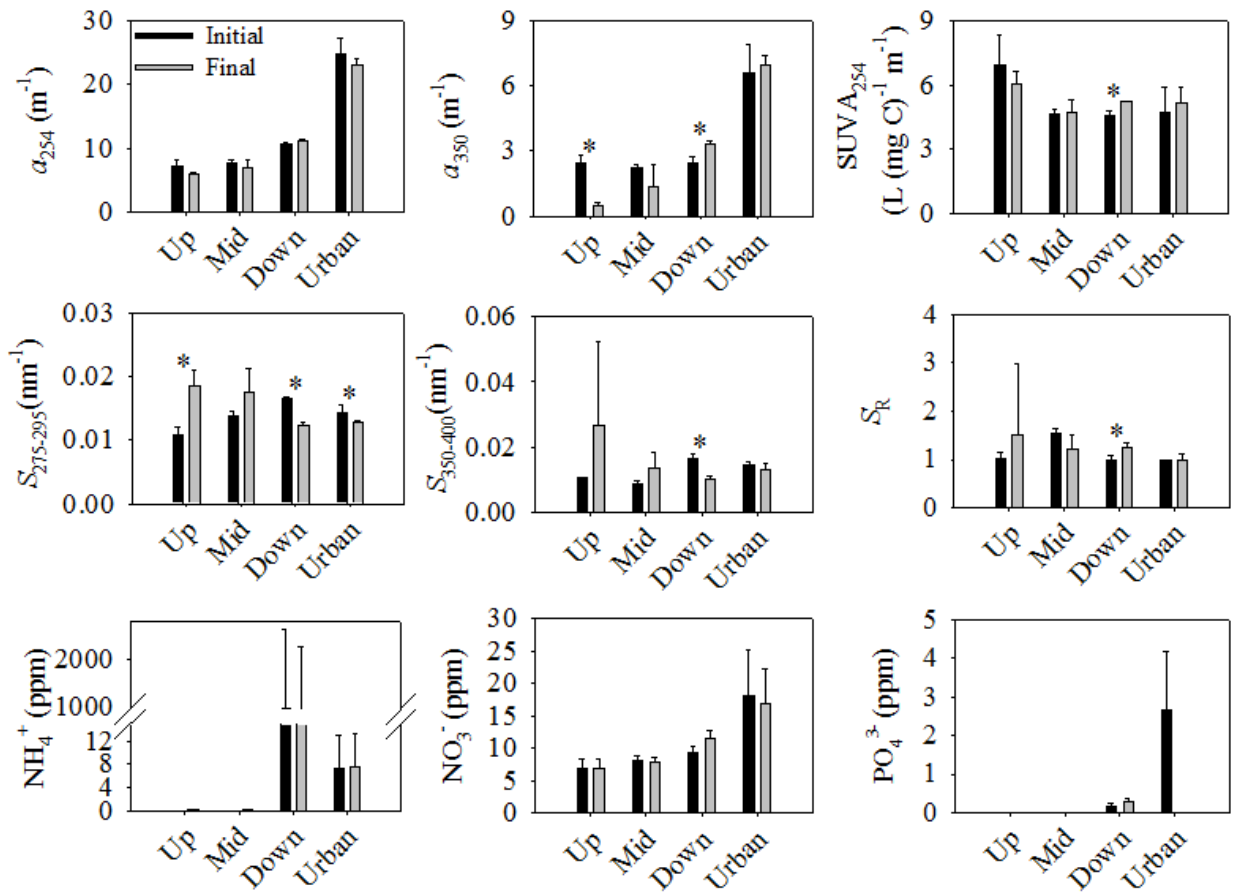 30
20
10
0
a254 (m-1)
Initial
Final
Up
Mid
Down
Urban
9
6
3
0
a350 (m-1)
*
*
Up
Mid
Down
Urban
9
6
3
0
SUVA254
(L (mg C)-1 m-1)
*
Up
Mid
Down
Urban
0.03
0.02
0.01
0.00
S275-295(nm-1)
*
*
*
Up
Mid
Down
Urban
0.06
0.04
0.02
0.00
S350-400(nm-1)
*
Up
Mid
Down
Urban
4
3
2
1
0
SR
*
Up
Mid
Down
Urban
2000
1000
12
8
4
0
NH4+ (ppm)
Up
Mid
Down
Urban
30
25
20
15
10
5
0
NO3- (ppm)
Up
Mid
Down
Urban
5
4
3
2
1
0
PO43- (ppm)
Up
Mid
Down
Urban